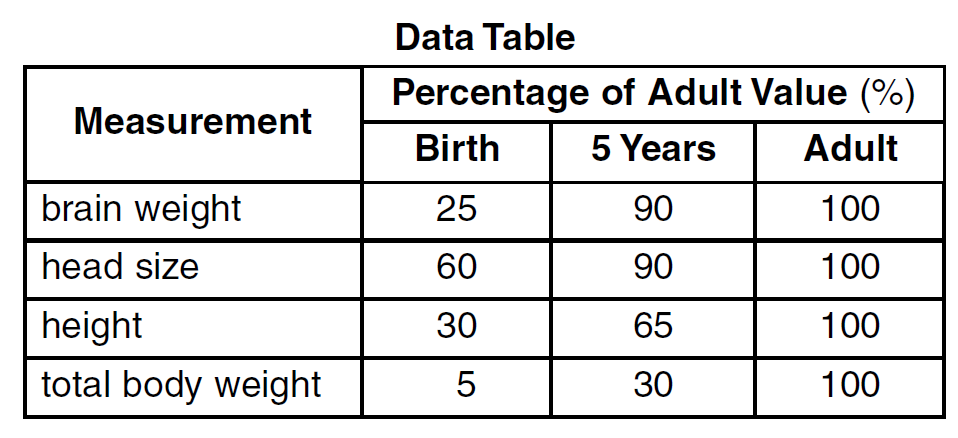 Data Table
Measurement
Percentage of Adult Value (%)
Birth 5 Years Adult
brain weight 25 90 100
head size 60 90 100
height 30 65 100
total body weight 5 30 100